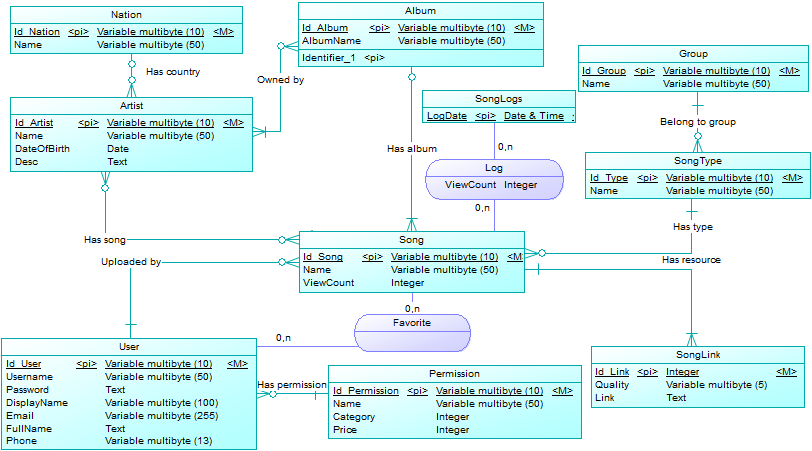 Nation
Id_Nation <pi> Variable multibyte (10) <M>
Name Variable multibyte (50)
Album
Id_Album <pi> Variable multibyte (10) <M>
AlbumName Variable multibyte (50)
Identifier_1 <pi>
Group
Id_Group <pi> Variable multibyte (10) <M>
Name Variable multibyte (50)
Has country
Owned by
Artist
Id_Artist <pi> Variable multibyte (10) <M>
Name Variable multibyte (50)
DateOfBirth Date
Desc Text
SongLogs
LogDate <pi> Date & Time
Belong to group
Has album
0,n
Log
ViewCount Integer
0,n
SongType
Id_Type <pi> Variable multibyte (10) <M>
Name Variable multibyte (50)
Has type
Has song
Uploaded by
Song
Id_Song <pi> Variable multibyte (10) <M
Name Variable multibyte (50)
ViewCount Integer
Has resource
0,n
Favorite
0,n
User
Id_User <pi> Variable multibyte (10) <M>
Username Variable multibyte (50)
Password Text
DisplayName Variable multibyte (100)
Email Variable multibyte (255)
FullName Text
Phone Variable multibyte (13)
Has permission
Permission
Id_Permission <pi> Variable multibyte (10) <M>
Name Variable multibyte (50)
Category Integer
Price Integer
SongLink
Id_Link <pi> Integer <M>
Quality Variable multibyte (5)
Link Text